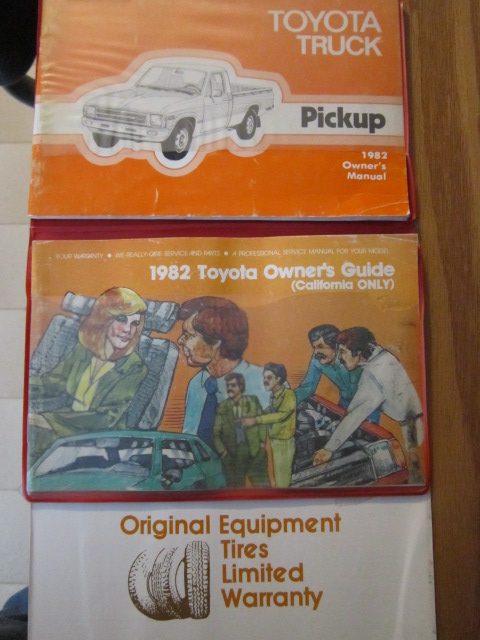 TOYOTA
TRUCK
Pickup
1982
Owner's
Manual
YOUR WARRANTY • WE REALLY GIVE SERVICE AND PARTS • A PROFESSIONAL SERVICE MANUAL FOR YOUR MODEL
1982 Toyota Owner's Guide
(California ONLY)
Original Equipment
Tires
Limited
Warranty